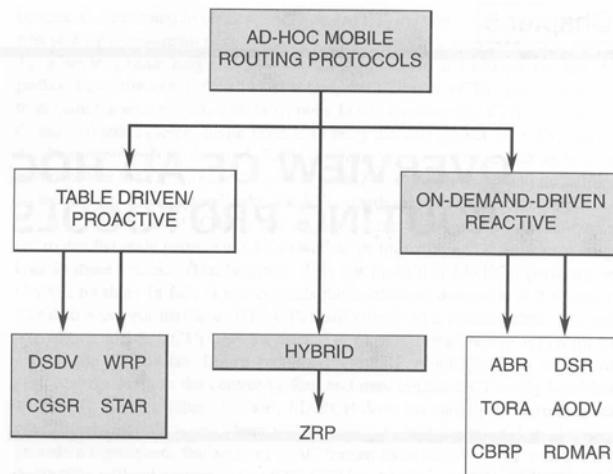 AD-HOC MOBILE
ROUTING PROTOCOLS
TABLE DRIVEN/
PROACTIVE
ON-DEMAND-DRIVEN
REACTIVE
DSDV WRP
CGSR STAR
HYBRID
ZRP
ABR DSR
TORA AODV
CBRP RDMAR